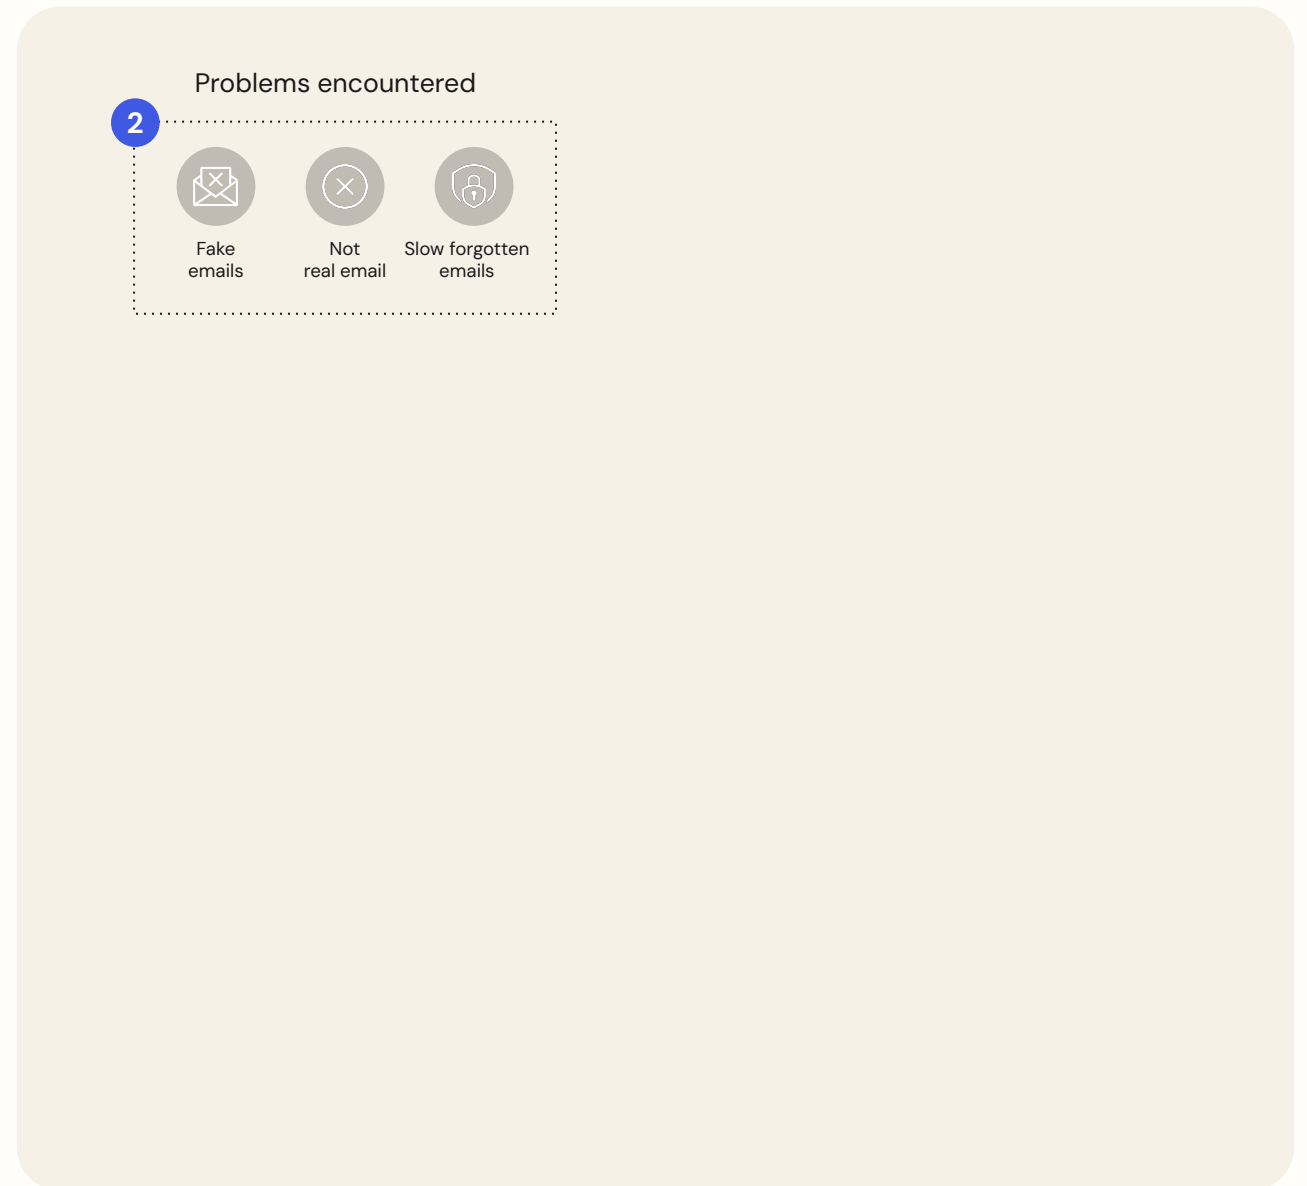 Problems encountered
2
Fake
emails
Not
real email
Slow forgotten
emails